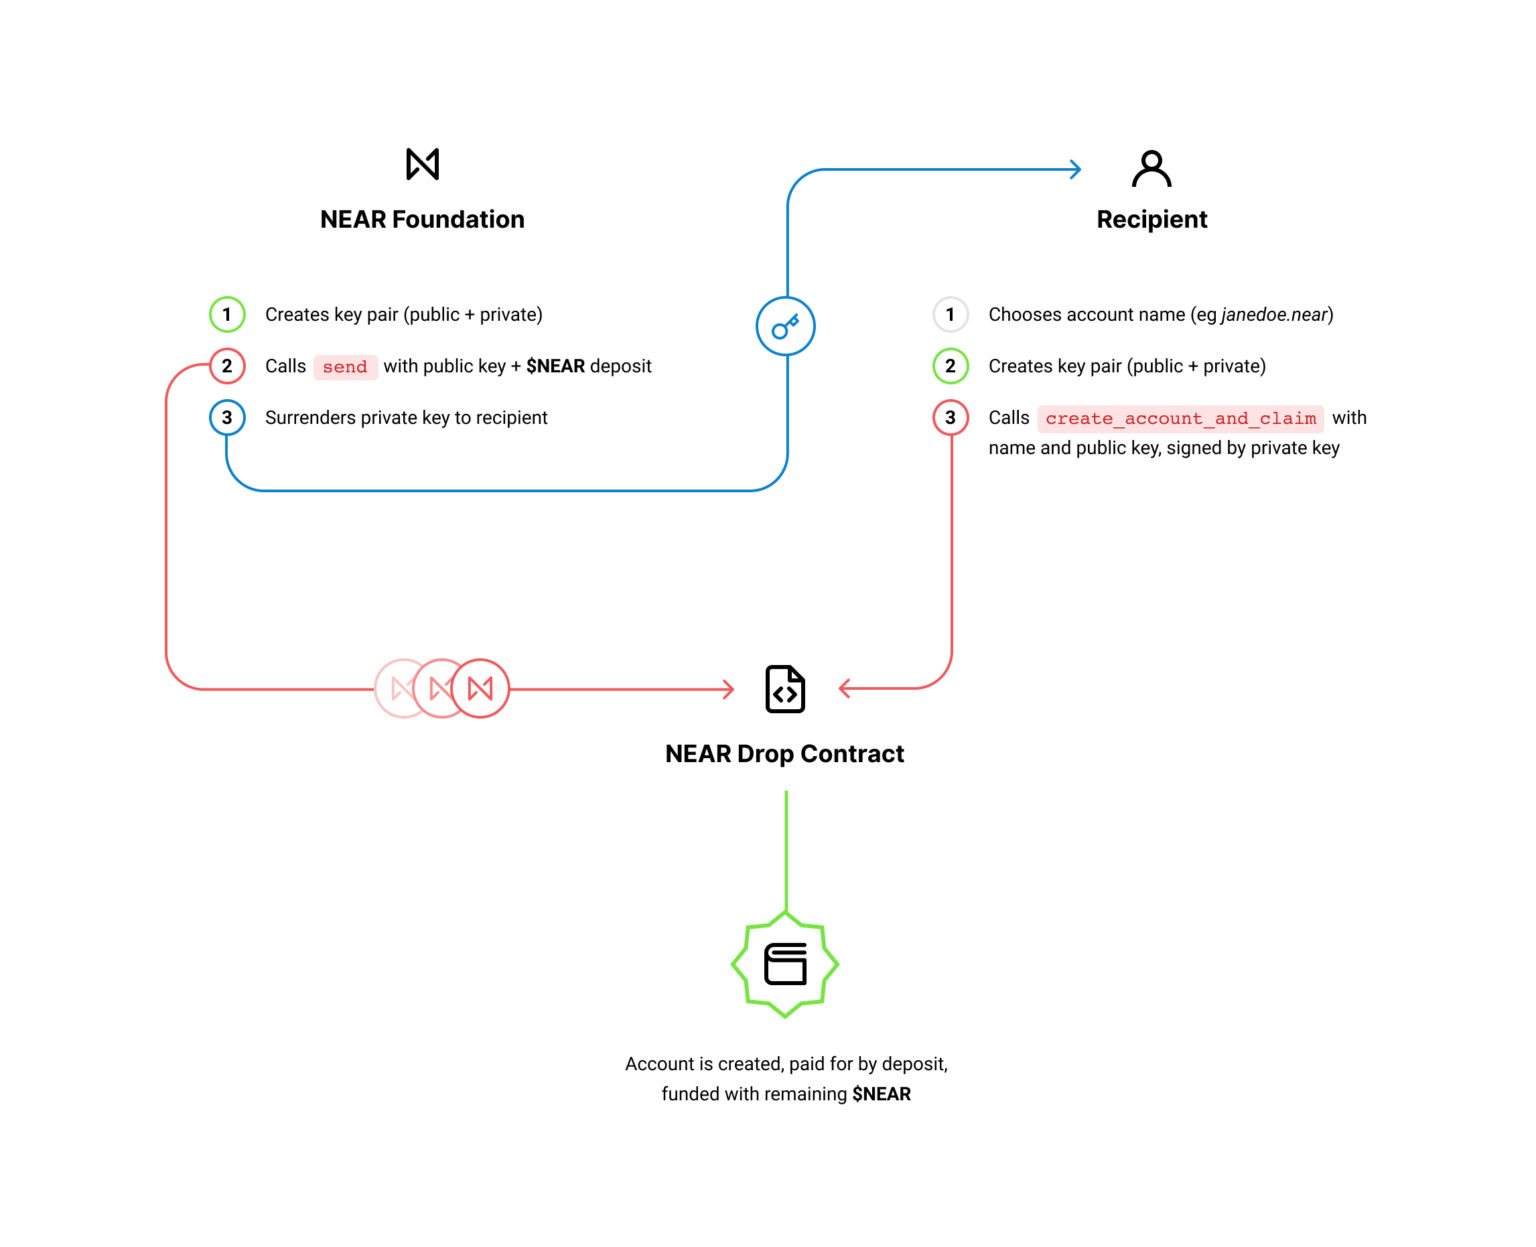 NEAR Foundation
1 Creates key pair (public + private)
2 Calls send with public key + $NEAR deposit
3 Surrenders private key to recipient
Recipient
1 Chooses account name (eg janedoe.near)
2 Creates key pair (public + private)
3 Calls create_account_and_claim with
name and public key, signed by private key
NEAR Drop Contract
Account is created, paid for by deposit,
funded with remaining $NEAR